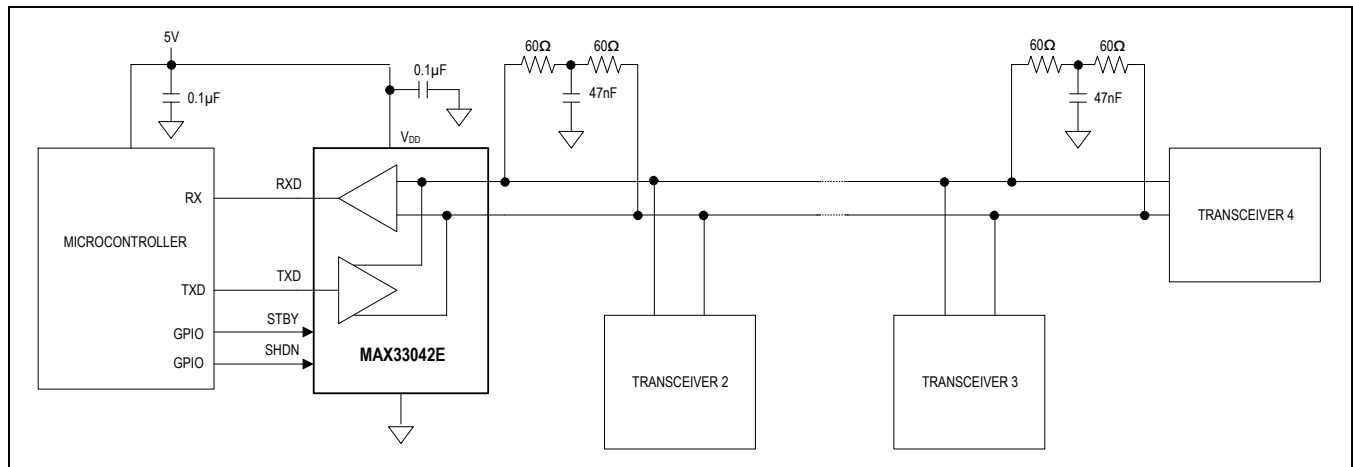 5V
0.1µF
0.1µF
V_DD
60Ω 60Ω
47nF
60Ω 60Ω
47nF
MICROCONTROLLER
RX
TXD
GPIO
GPIO
RXD
TXD
STBY
SHDN
MAX33042E
TRANSCEIVER 2
TRANSCEIVER 3
TRANSCEIVER 4